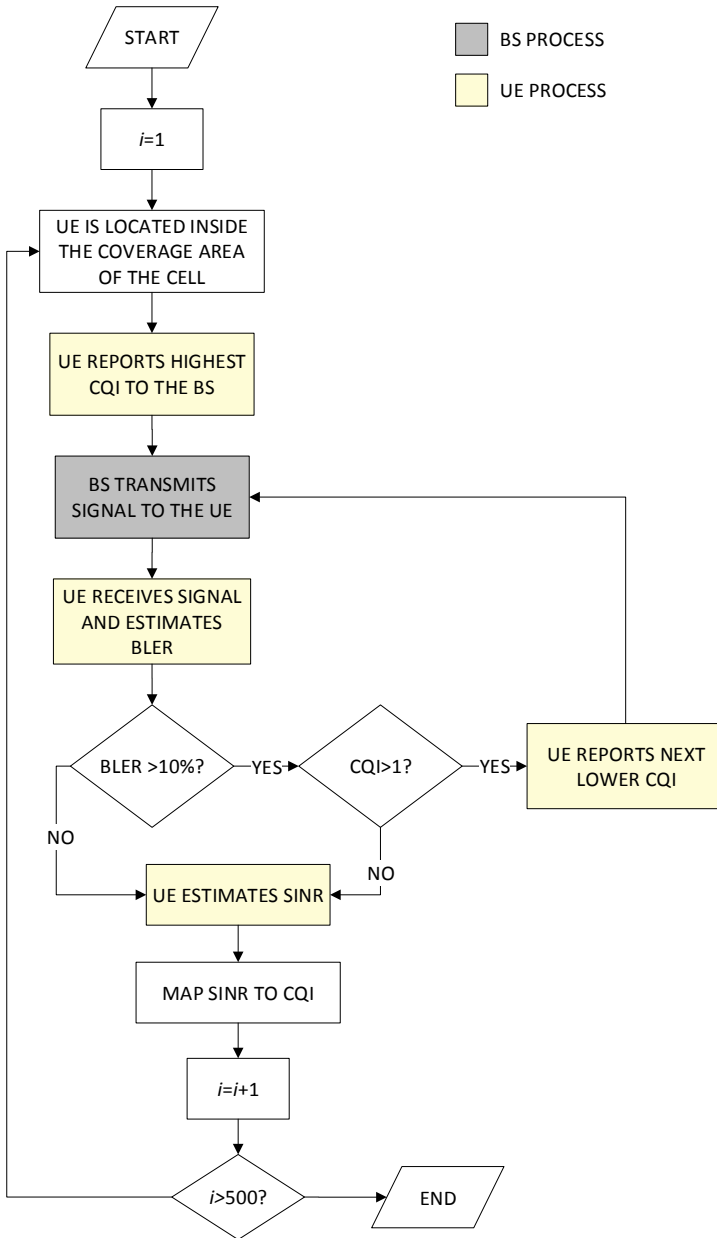 START
BS PROCESS
UE PROCESS
i=1
UE IS LOCATED INSIDE
THE COVERAGE AREA
OF THE CELL
UE REPORTS HIGHEST
CQI TO THE BS
BS TRANSMITS
SIGNAL TO THE UE
UE RECEIVES SIGNAL
AND ESTIMATES
BLER
BLER >10%?
YES
CQI>1?
YES
UE REPORTS NEXT
LOWER CQI
NO
NO
UE ESTIMATES SINR
MAP SINR TO CQI
i=i+1
i>500?
END